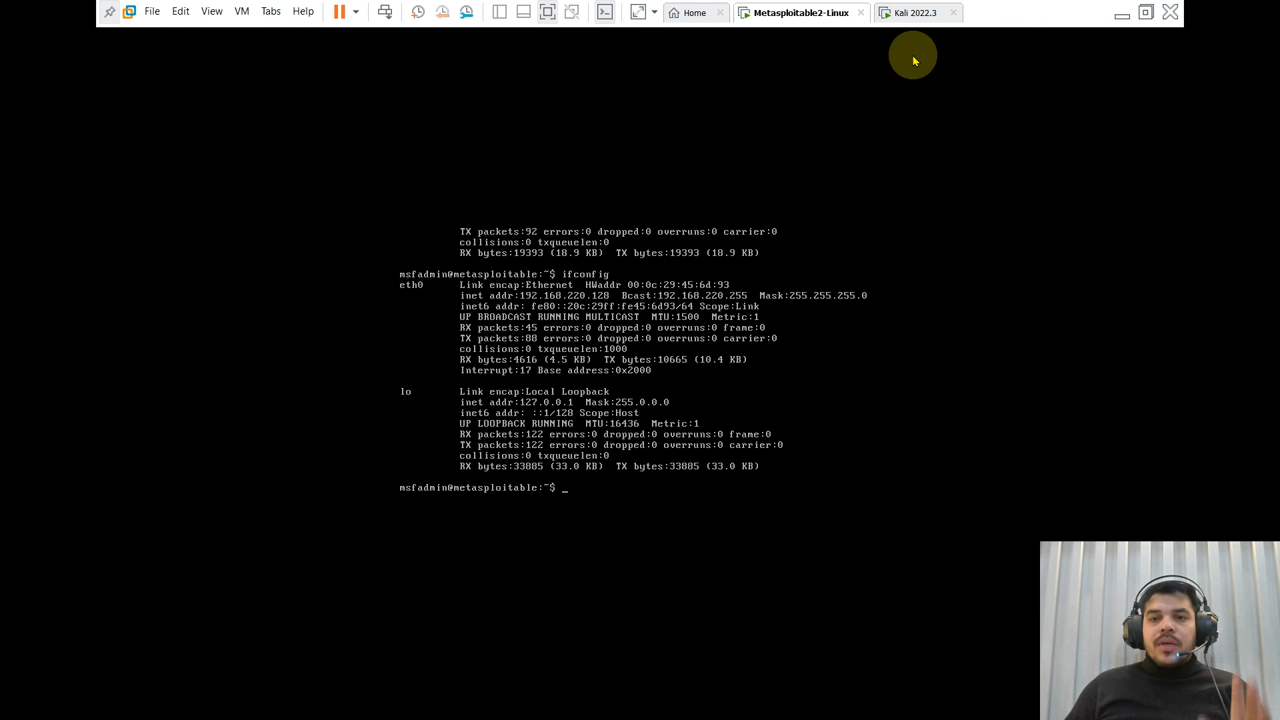 File Edit View VM Tabs Help Home Metasploitable2-Linux Kali 2022.3
TX packets:92 errors:0 dropped:0 overruns:0 carrier:0
collisions:0 txqueuelen:0
RX bytes:19393 (18.9 KB)  TX bytes:19393 (18.9 KB)
msfadmin@metasploitable:~$ ifconfig
eth0      Link encap:Ethernet  HWaddr 00:0c:29:45:6d:93
inet addr:192.168.220.128  Bcast:192.168.220.255  Mask:255.255.255.0
inet6 addr: fe80::20c:29ff:fe45:6d93/64 Scope:Link
UP BROADCAST RUNNING MULTICAST  MTU:1500  Metric:1
RX packets:45 errors:0 dropped:0 overruns:0 frame:0
TX packets:88 errors:0 dropped:0 overruns:0 carrier:0
collisions:0 txqueuelen:1000
RX bytes:4616 (4.5 KB)  TX bytes:10665 (10.4 KB)
Interrupt:17 Base address:0x2000
lo        Link encap:Local Loopback
inet addr:127.0.0.1  Mask:255.0.0.0
inet6 addr: ::1/128 Scope:Host
UP LOOPBACK RUNNING  MTU:16436  Metric:1
RX packets:122 errors:0 dropped:0 overruns:0 frame:0
TX packets:122 errors:0 dropped:0 overruns:0 carrier:0
collisions:0 txqueuelen:0
RX bytes:33885 (33.0 KB)  TX bytes:33885 (33.0 KB)
msfadmin@metasploitable:~$ _